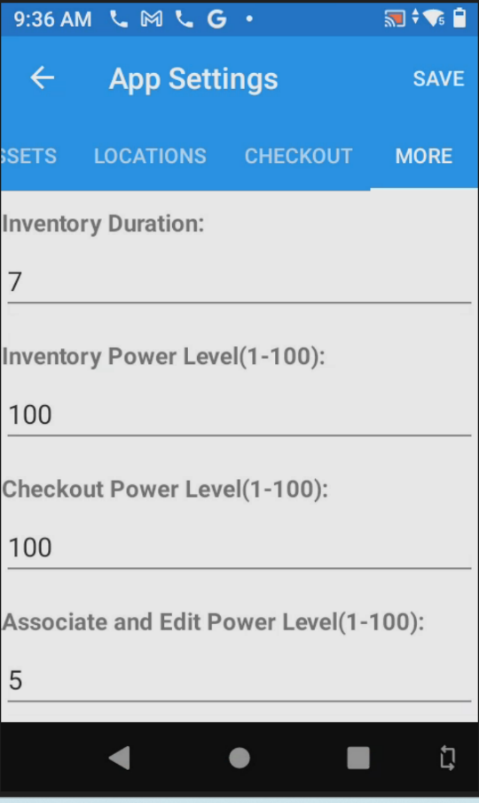 9:36 AM
App Settings
SAVE
SSETS
LOCATIONS
CHECKOUT
MORE
Inventory Duration:
7
Inventory Power Level(1-100):
100
Checkout Power Level(1-100):
100
Associate and Edit Power Level(1-100):
5